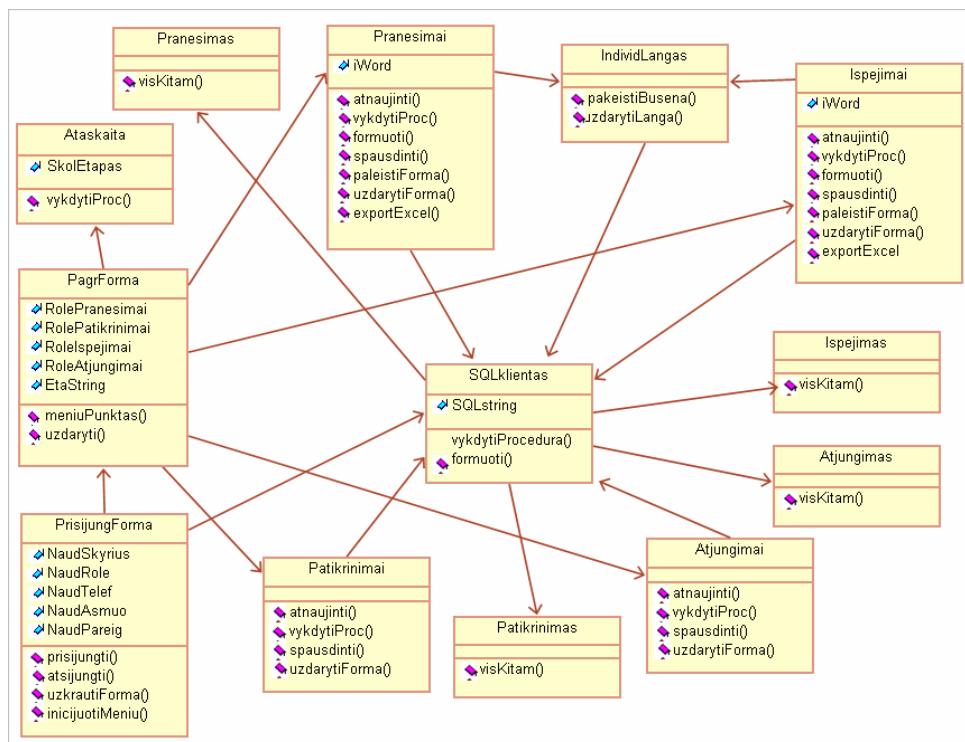 Pranesimas
visKitam()
Pranesimai
iWord
atnaujinti()
vykdytiProc()
formuoti()
spausdinti()
paleistiForma()
uzdarytiForma()
exportExcel()
IndividLangas
pakeistiBusena()
uzdarytiLanga()
Ispejimai
iWord
atnaujinti()
vykdytiProc()
formuoti()
spausdinti()
paleistiForma()
uzdarytiForma()
exportExcel
Ataskaita
SkolEtapas
vykdytiProc()
PagrForma
RolePranesimai
RolePatikrinimai
RoleIspejimai
RoleAtjungimai
EtaString
meniuPunktas()
uzdaryti()
SQLklientas
SQLstring
vykdytiProcedura()
formuoti()
Ispejimas
visKitam()
Atjungimas
visKitam()
PrisijungForma
NaudSkyrius
NaudRole
NaudTelef
NaudAsmuo
NaudPareig
prisijungti()
atsijungti()
uzkrautiForma()
inicijuotiMeniu()
Patikrinimai
atnaujinti()
vykdytiProc()
spausdinti()
uzdarytiForma()
Patikrinimas
visKitam()
Atjungimai
atnaujinti()
vykdytiProc()
spausdinti()
uzdarytiForma()